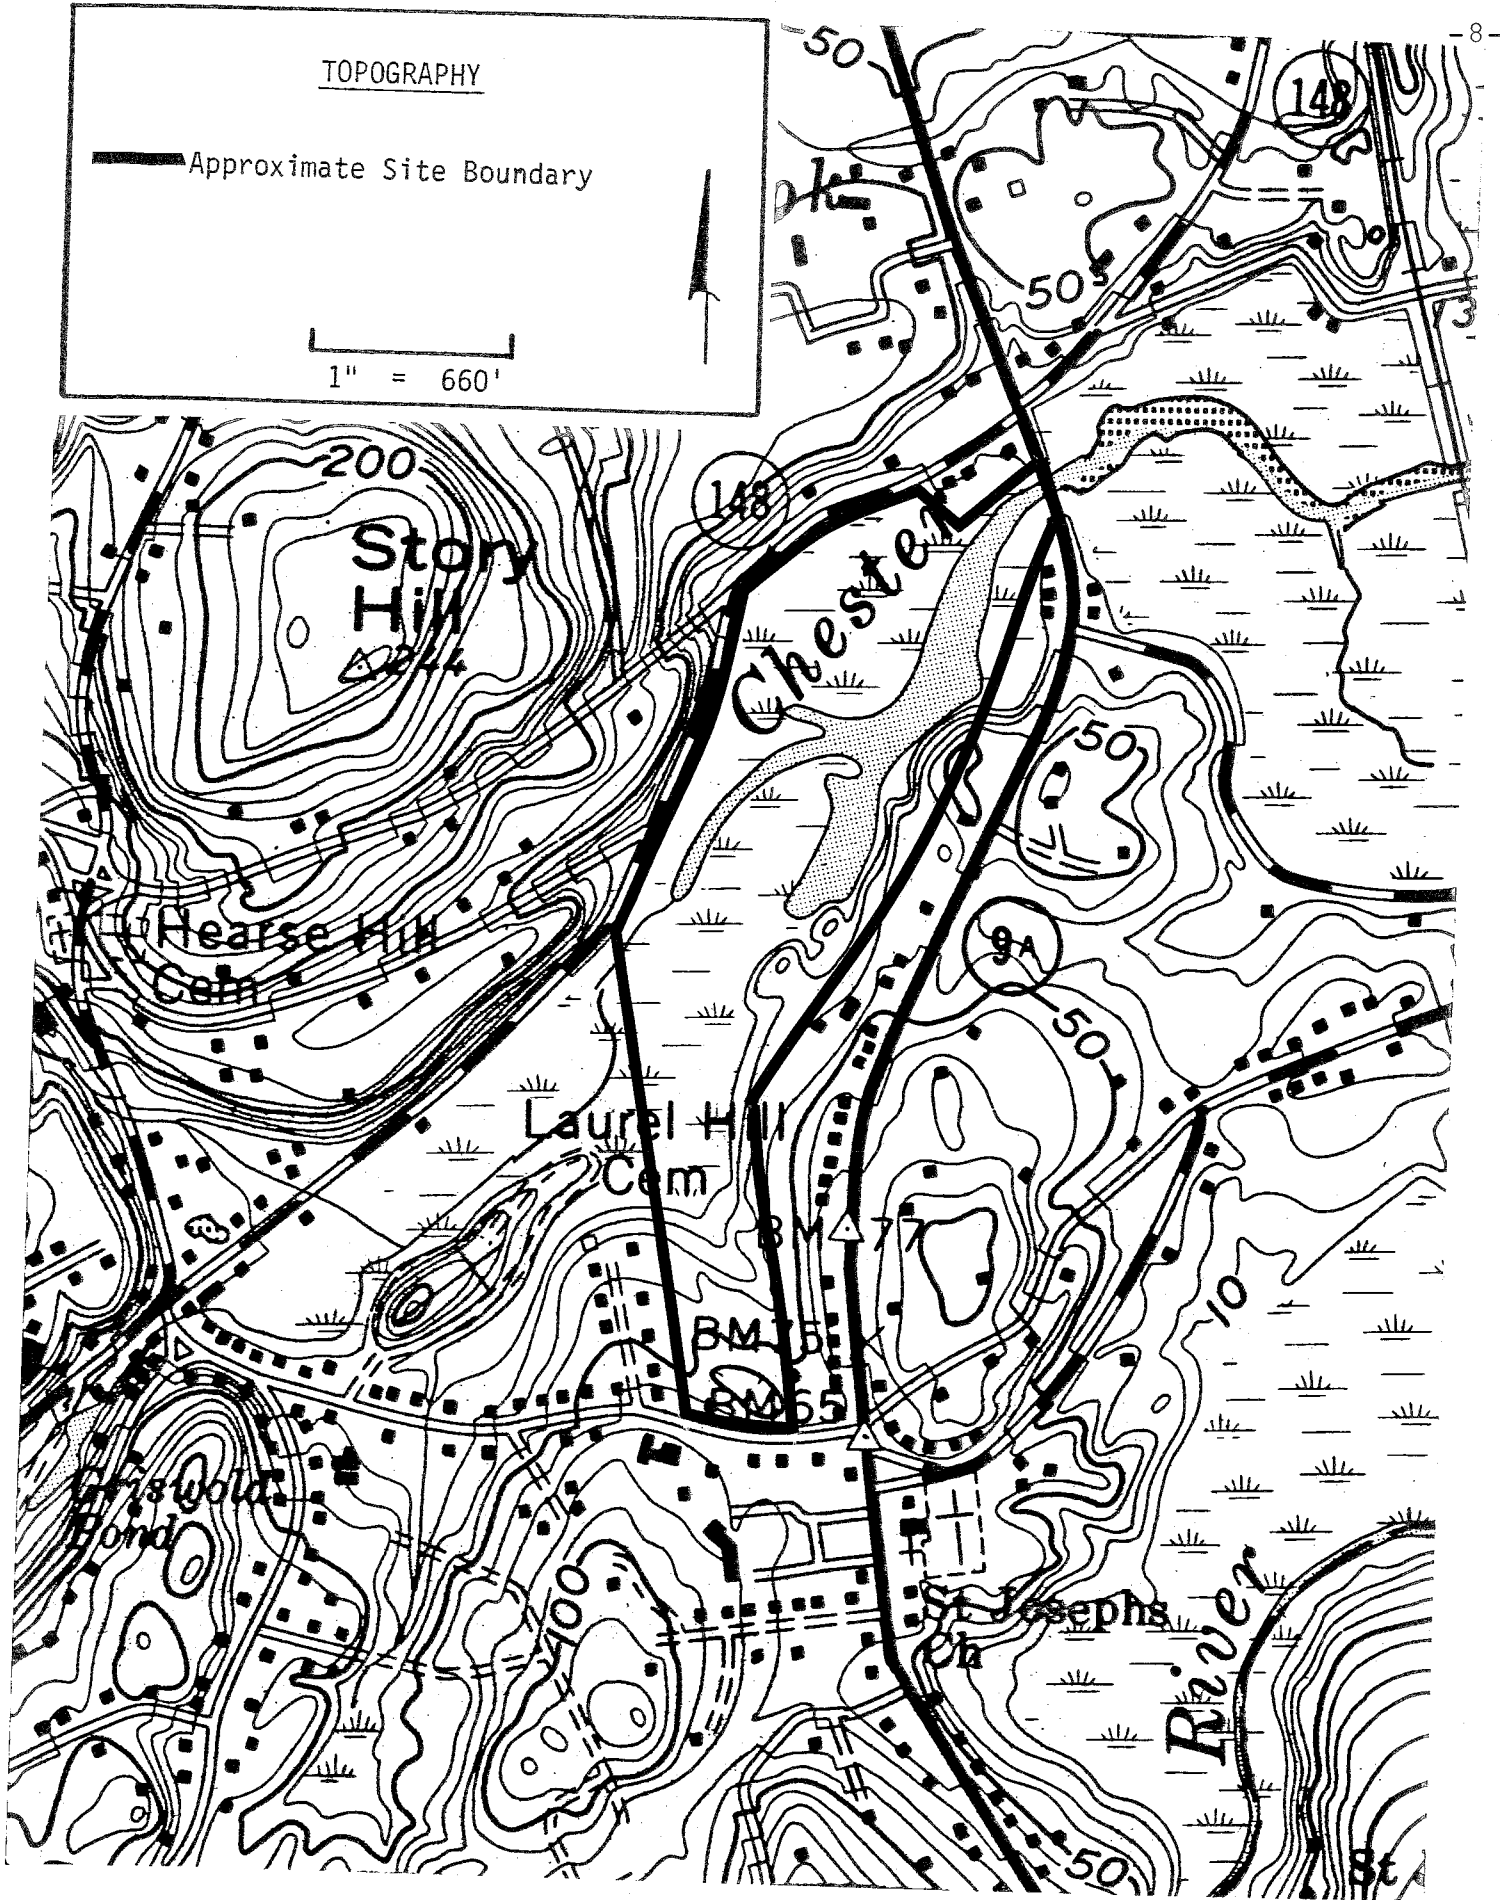 -8-
TOPOGRAPHY
Approximate Site Boundary
1" = 660'
50
148
ok
50
200
148
Story
Hill
244
Chester
50
Hearse Hill
Cem
9A
50
Laurel Hill
Cem
BM 77
10
BM 75
BM 65
Griswold
Pond
100
St Josephs
Ch
River
50
St